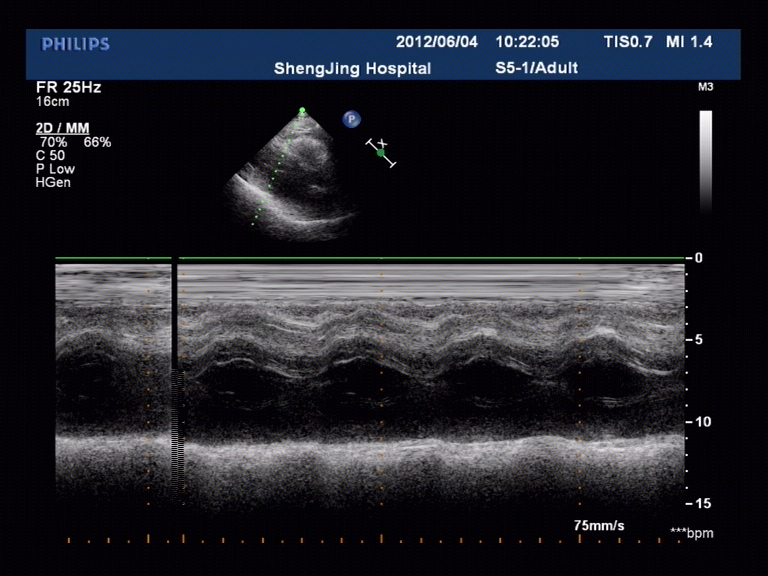 PHILIPS
2012/06/04 10:22:05 TIS0.7 MI 1.4
ShengJing Hospital S5-1/Adult
FR 25Hz
16cm
M3
P
2D / MM
70% 66%
C 50
P Low
HGen
x
0
5
10
15
75mm/s
***bpm